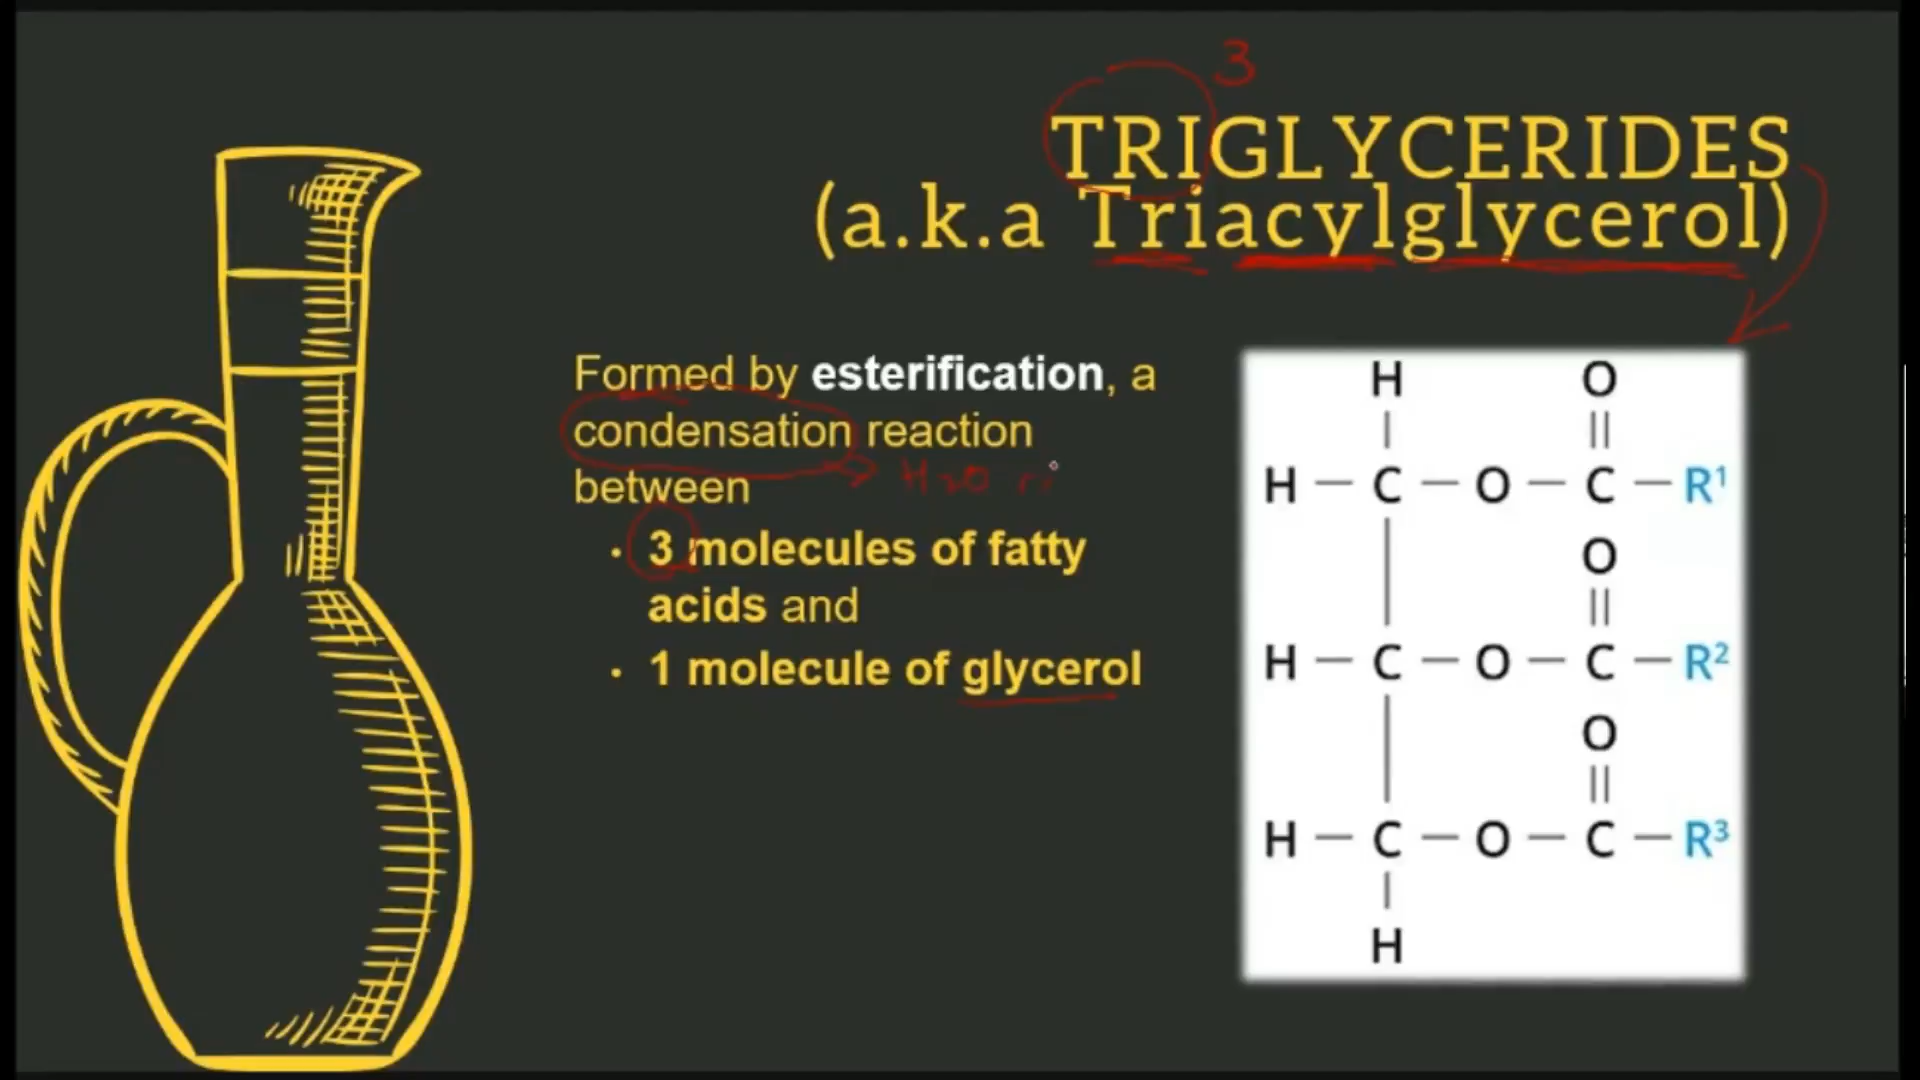 3
TRIGLYCERIDES
(a.k.a Triacylglycerol)
Formed by esterification, a
condensation reaction
H2O
between
· 3 molecules of fatty
acids and
· 1 molecule of glycerol
H O
H — C — O — C — R¹
O
H — C — O — C — R²
O
H — C — O — C — R³
H